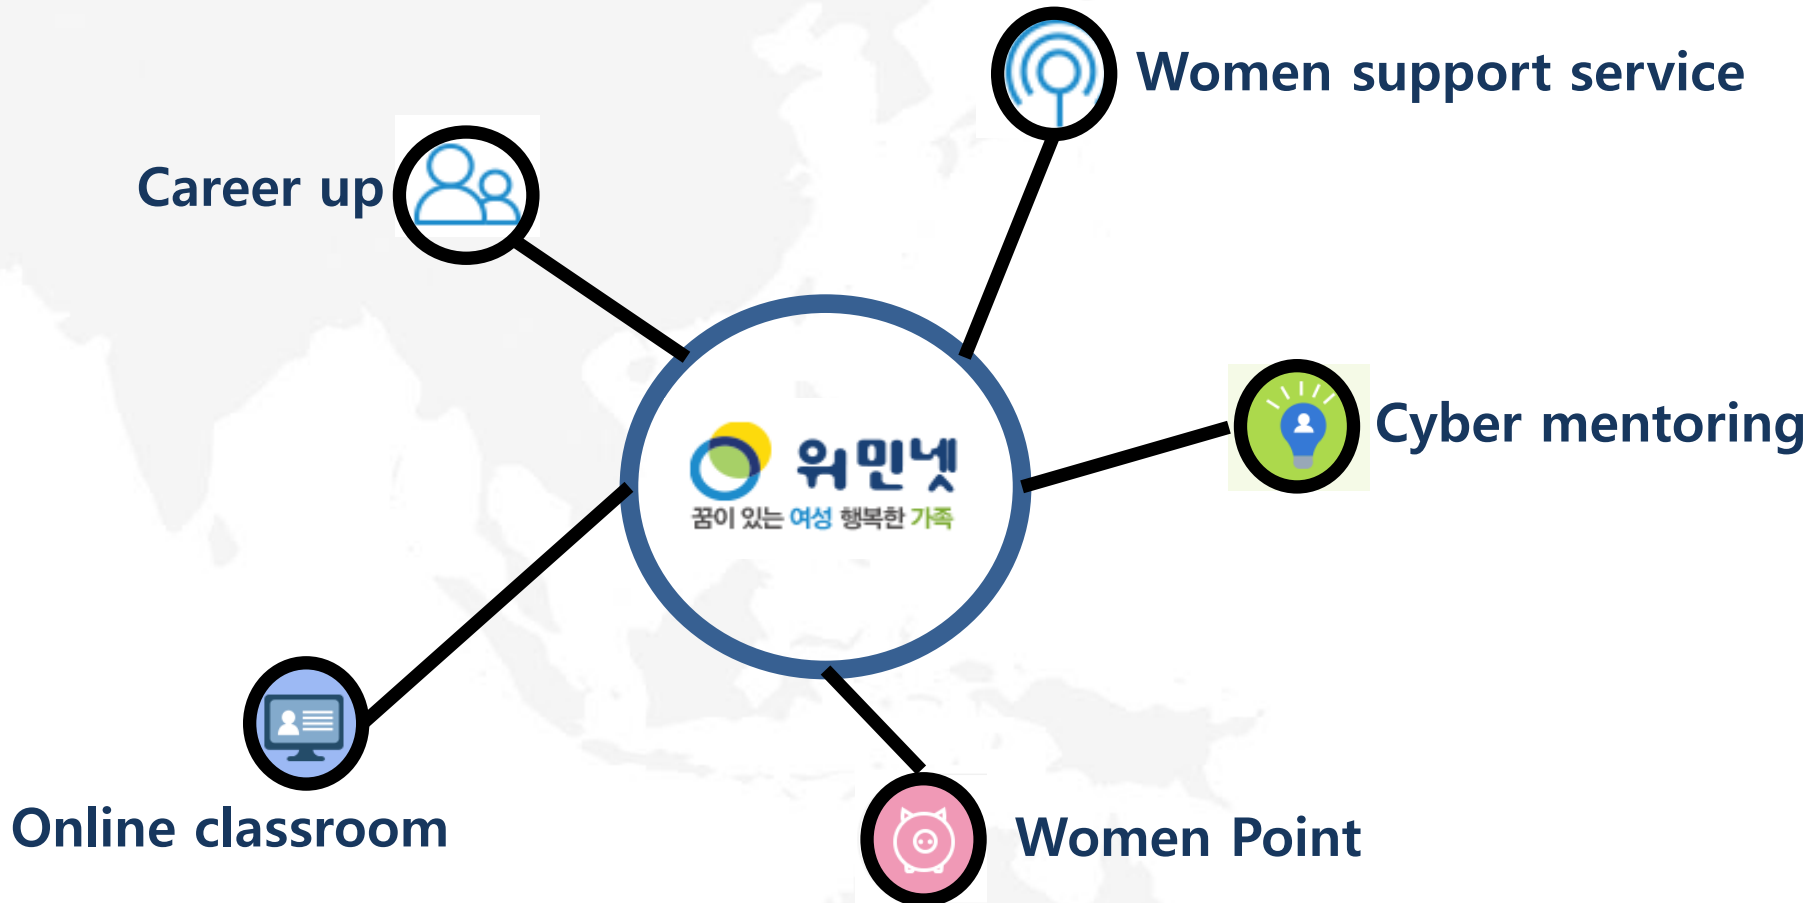 Women support service
Career up
위민넷
꿈이 있는 여성 행복한 가족
Cyber mentoring
Online classroom
Women Point